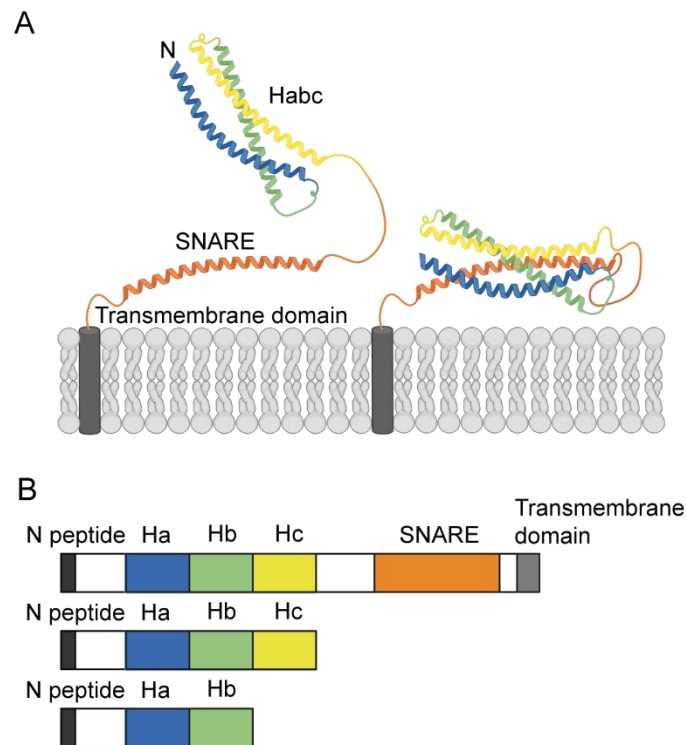 A
N
Habc
SNARE
Transmembrane domain
B
Transmembrane
domain
N peptide Ha Hb Hc SNARE
N peptide Ha Hb Hc
N peptide Ha Hb